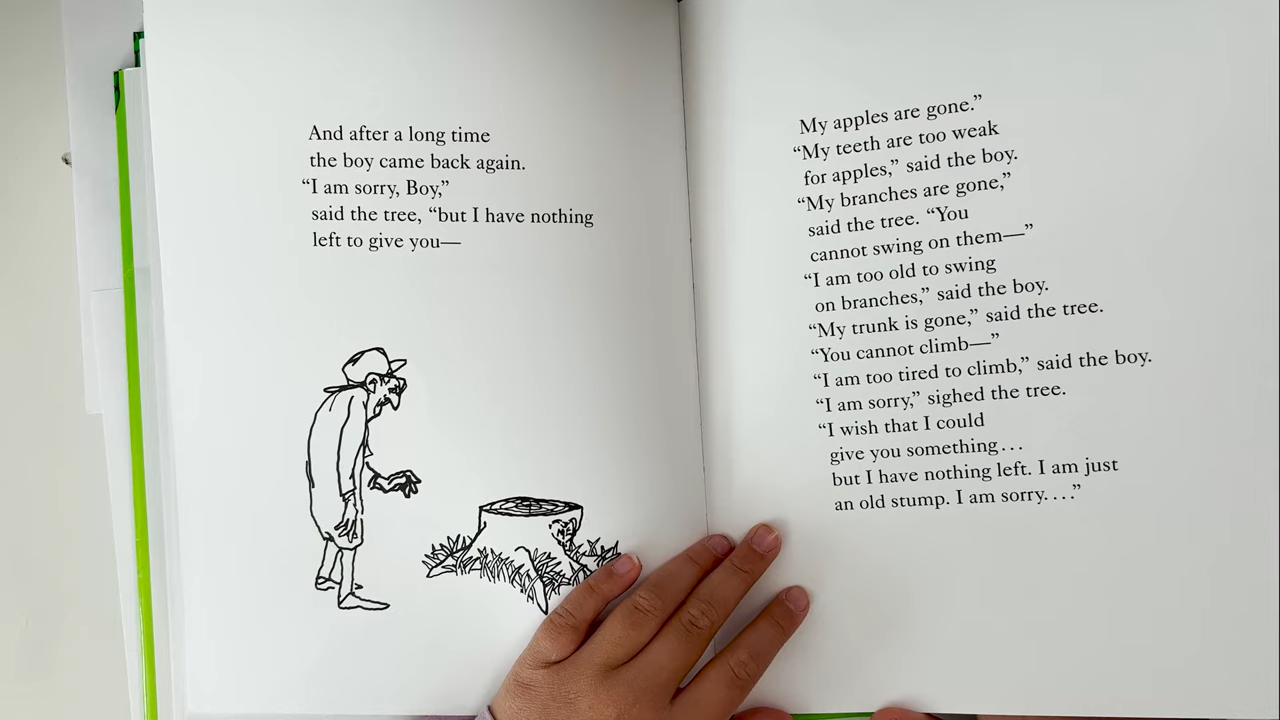 And after a long time
the boy came back again.
“I am sorry, Boy,”
said the tree, “but I have nothing
left to give you—
My apples are gone.”
“My teeth are too weak
for apples,” said the boy.
“My branches are gone,”
said the tree. “You
cannot swing on them—”
“I am too old to swing
on branches,” said the boy.
“My trunk is gone,” said the tree.
“You cannot climb—”
“I am too tired to climb,” said the boy.
“I am sorry,” sighed the tree.
“I wish that I could
give you something...
but I have nothing left. I am just
an old stump. I am sorry....”